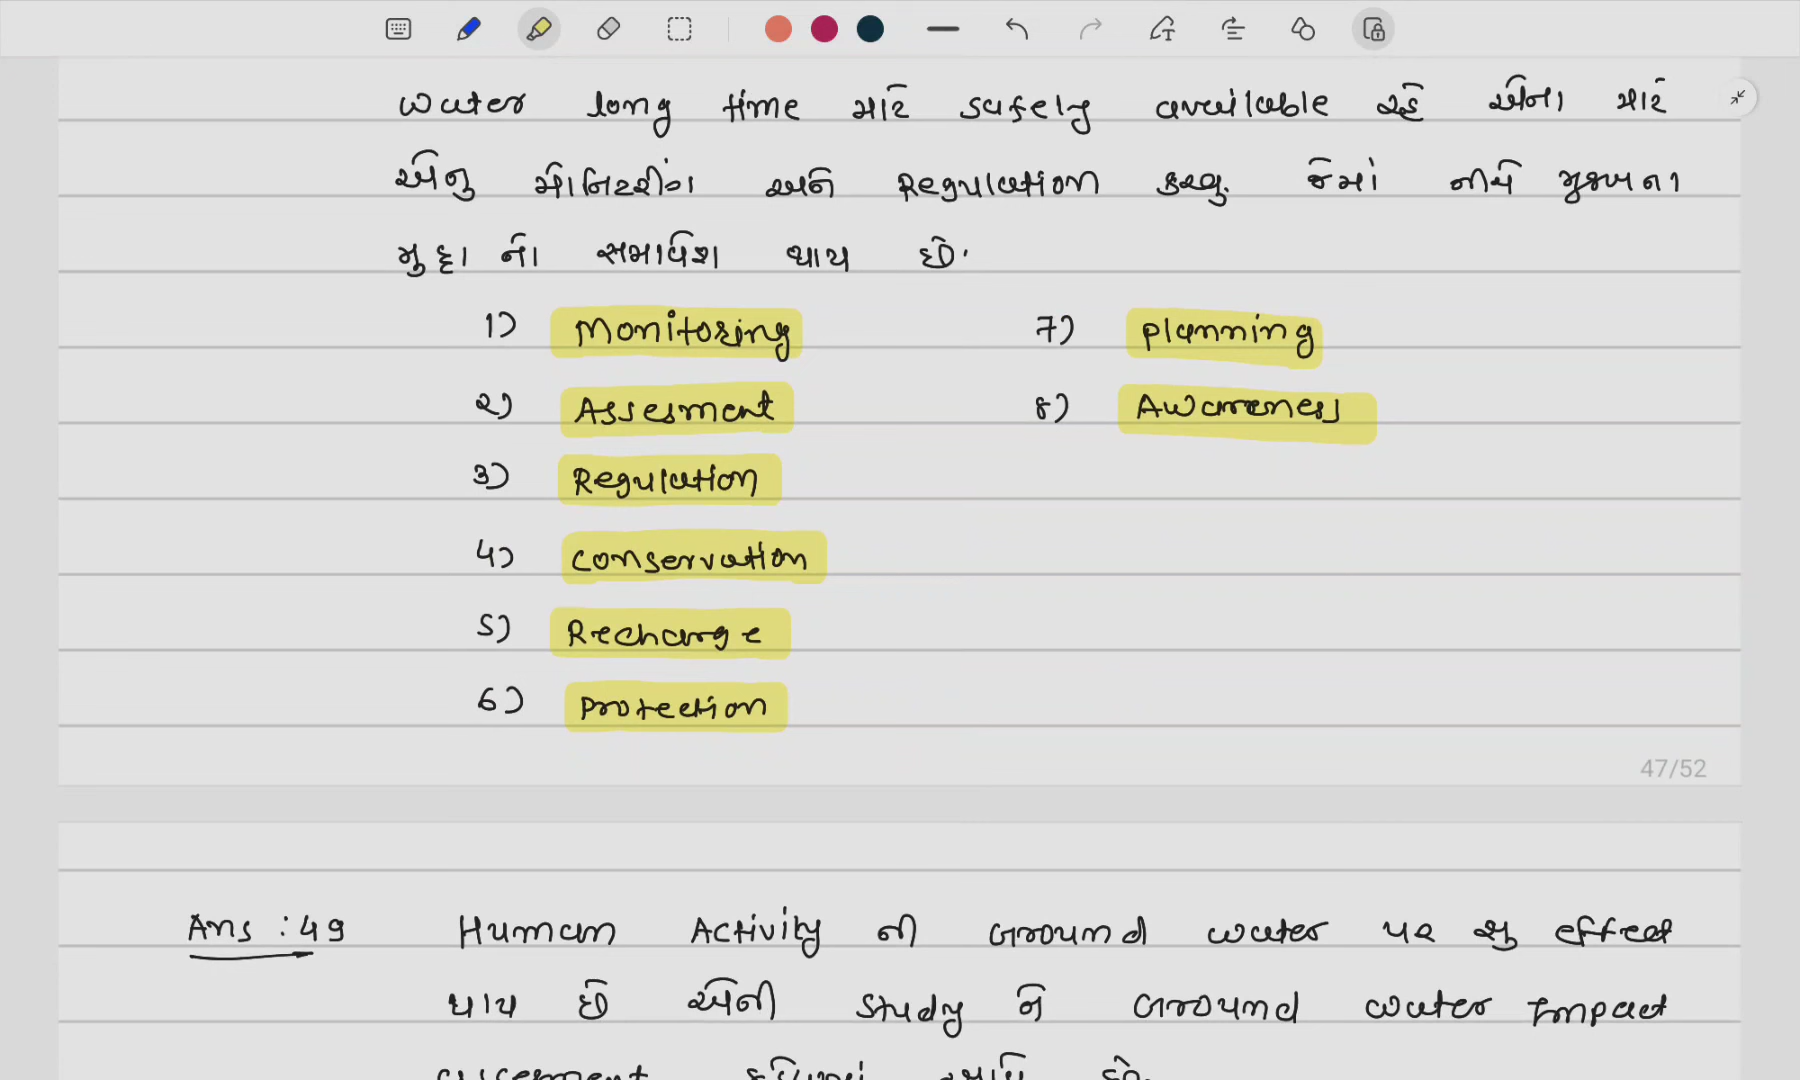 water long time માટે safely available રહે એના માટે
એનુ મોનિટરીંગ અને Regulation કરવુ. જેમાં નીચે મુજબના
મુદ્દા નો સમાવેશ થાય છે.
1) Monitoring
2) Assesment
3) Regulation
4) conservation
5) Recharge
6) protection
7) planning
8) Awareness
47/52
Ans : 49 Human Activity ની Ground water પર શુ effect
થાય છે એની study ને Ground water Impact